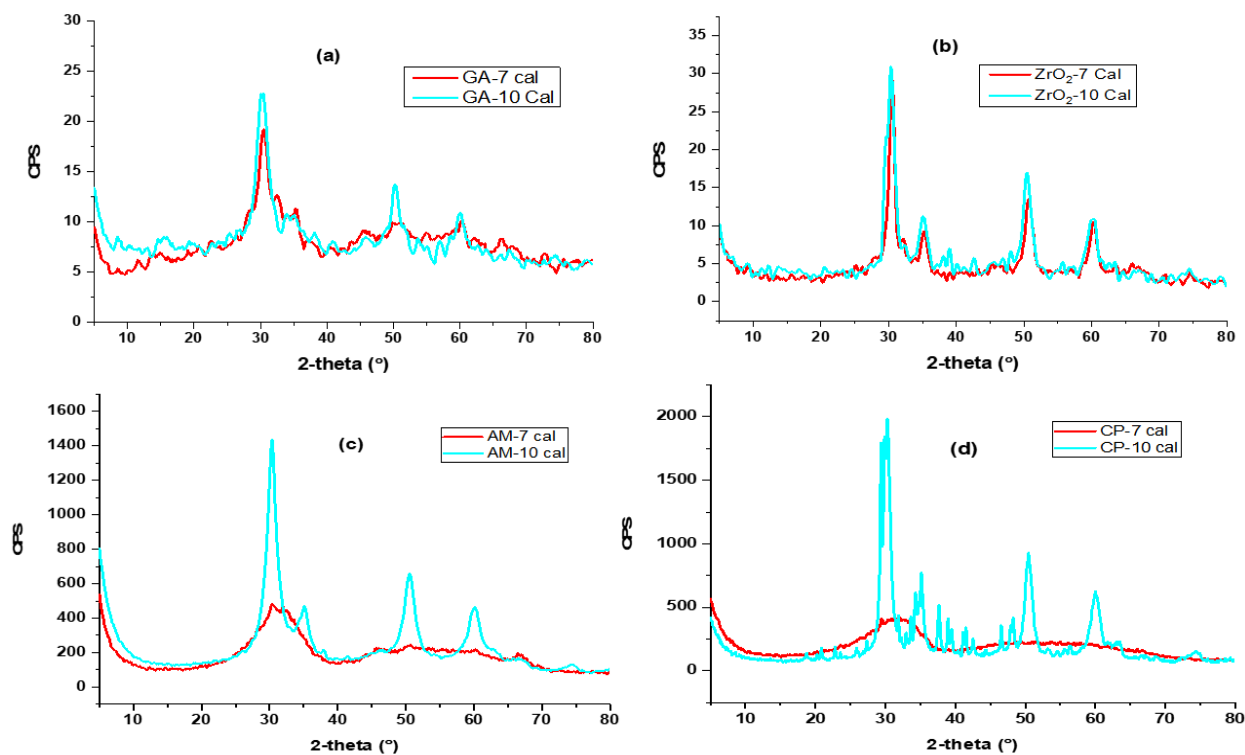 (a)
GA-7 cal
GA-10 Cal
CPS
30
25
20
15
10
5
0
10 20 30 40 50 60 70 80
2-theta (º)
(b)
ZrO₂-7 Cal
ZrO₂-10 Cal
CPS
35
30
25
20
15
10
5
0
10 20 30 40 50 60 70 80
2-theta (º)
(c)
AM-7 cal
AM-10 cal
CPS
1600
1400
1200
1000
800
600
400
200
0
10 20 30 40 50 60 70 80
2-theta (º)
(d)
CP-7 cal
CP-10 cal
CPS
2000
1500
1000
500
0
10 20 30 40 50 60 70 80
2-theta (º)